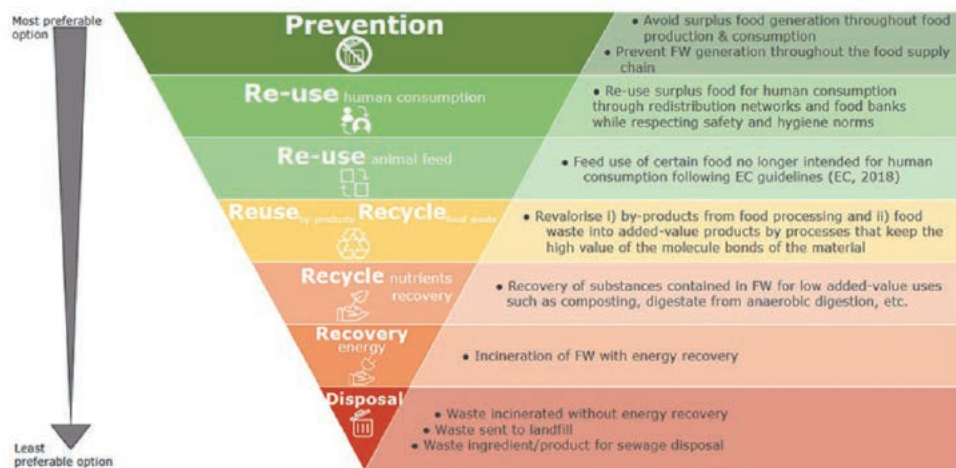 Most preferable
option
Prevention
• Avoid surplus food generation throughout food
production & consumption
• Prevent FW generation throughout the food supply
chain
Re-use human consumption
• Re-use surplus food for human consumption
through redistribution networks and food banks
while respecting safety and hygiene norms
Re-use animal feed
• Feed use of certain food no longer intended for human
consumption following EC guidelines (EC, 2018)
Reuse by-products Recycle food waste
• Revalorise i) by-products from food processing and ii) food
waste into added-value products by processes that keep the
high value of the molecule bonds of the material
Recycle nutrients
recovery
• Recovery of substances contained in FW for low added-value uses
such as composting, digestate from anaerobic digestion, etc.
Recovery
energy
• Incineration of FW with energy recovery
Disposal
• Waste incinerated without energy recovery
• Waste sent to landfill
• Waste ingredient/product for sewage disposal
Least
preferable option